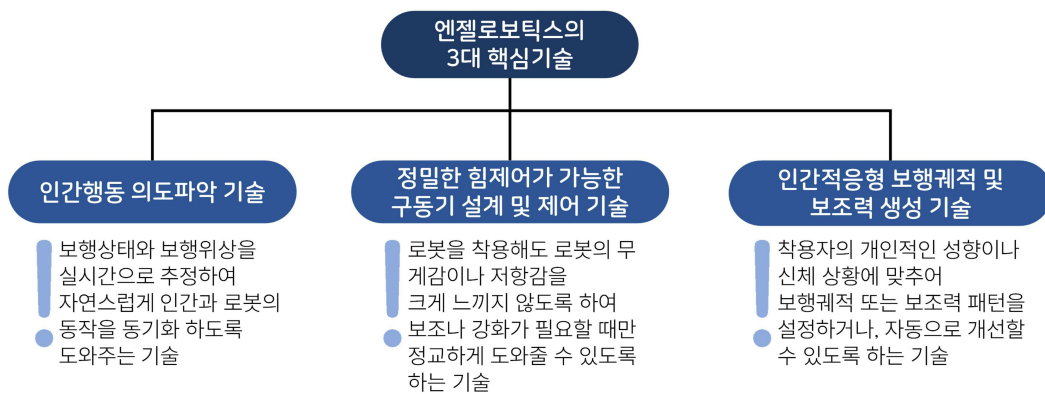 엔젤로보틱스의
3대 핵심기술
인간행동 의도파악 기술
보행상태와 보행위상을
실시간으로 추정하여
자연스럽게 인간과 로봇의
동작을 동기화 하도록
도와주는 기술
정밀한 힘제어가 가능한
구동기 설계 및 제어 기술
로봇을 착용해도 로봇의 무
게감이나 저항감을
크게 느끼지 않도록 하여
보조나 강화가 필요할 때만
정교하게 도와줄 수 있도록
하는 기술
인간적응형 보행궤적 및
보조력 생성 기술
착용자의 개인적인 성향이나
신체 상황에 맞추어
보행궤적 또는 보조력 패턴을
설정하거나, 자동으로 개선할
수 있도록 하는 기술